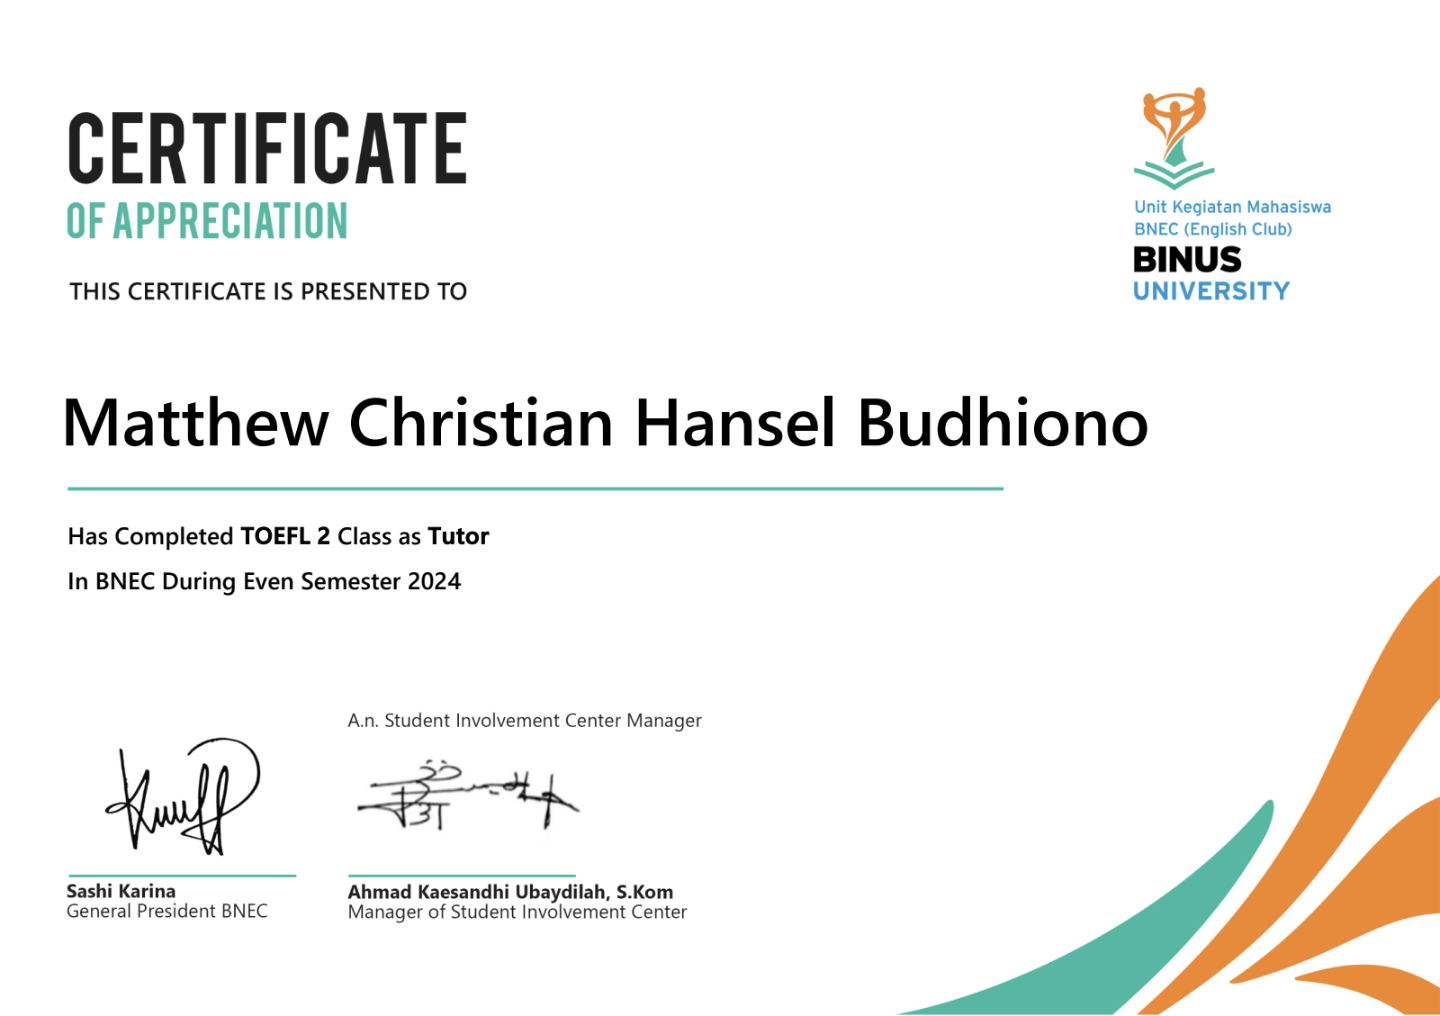 CERTIFICATE
OF APPRECIATION
THIS CERTIFICATE IS PRESENTED TO
Unit Kegiatan Mahasiswa
BNEC (English Club)
BINUS
UNIVERSITY
Matthew Christian Hansel Budhiono
Has Completed TOEFL 2 Class as Tutor
In BNEC During Even Semester 2024
A.n. Student Involvement Center Manager
Sashi Karina
General President BNEC
Ahmad Kaesandhi Ubaydilah, S.Kom
Manager of Student Involvement Center